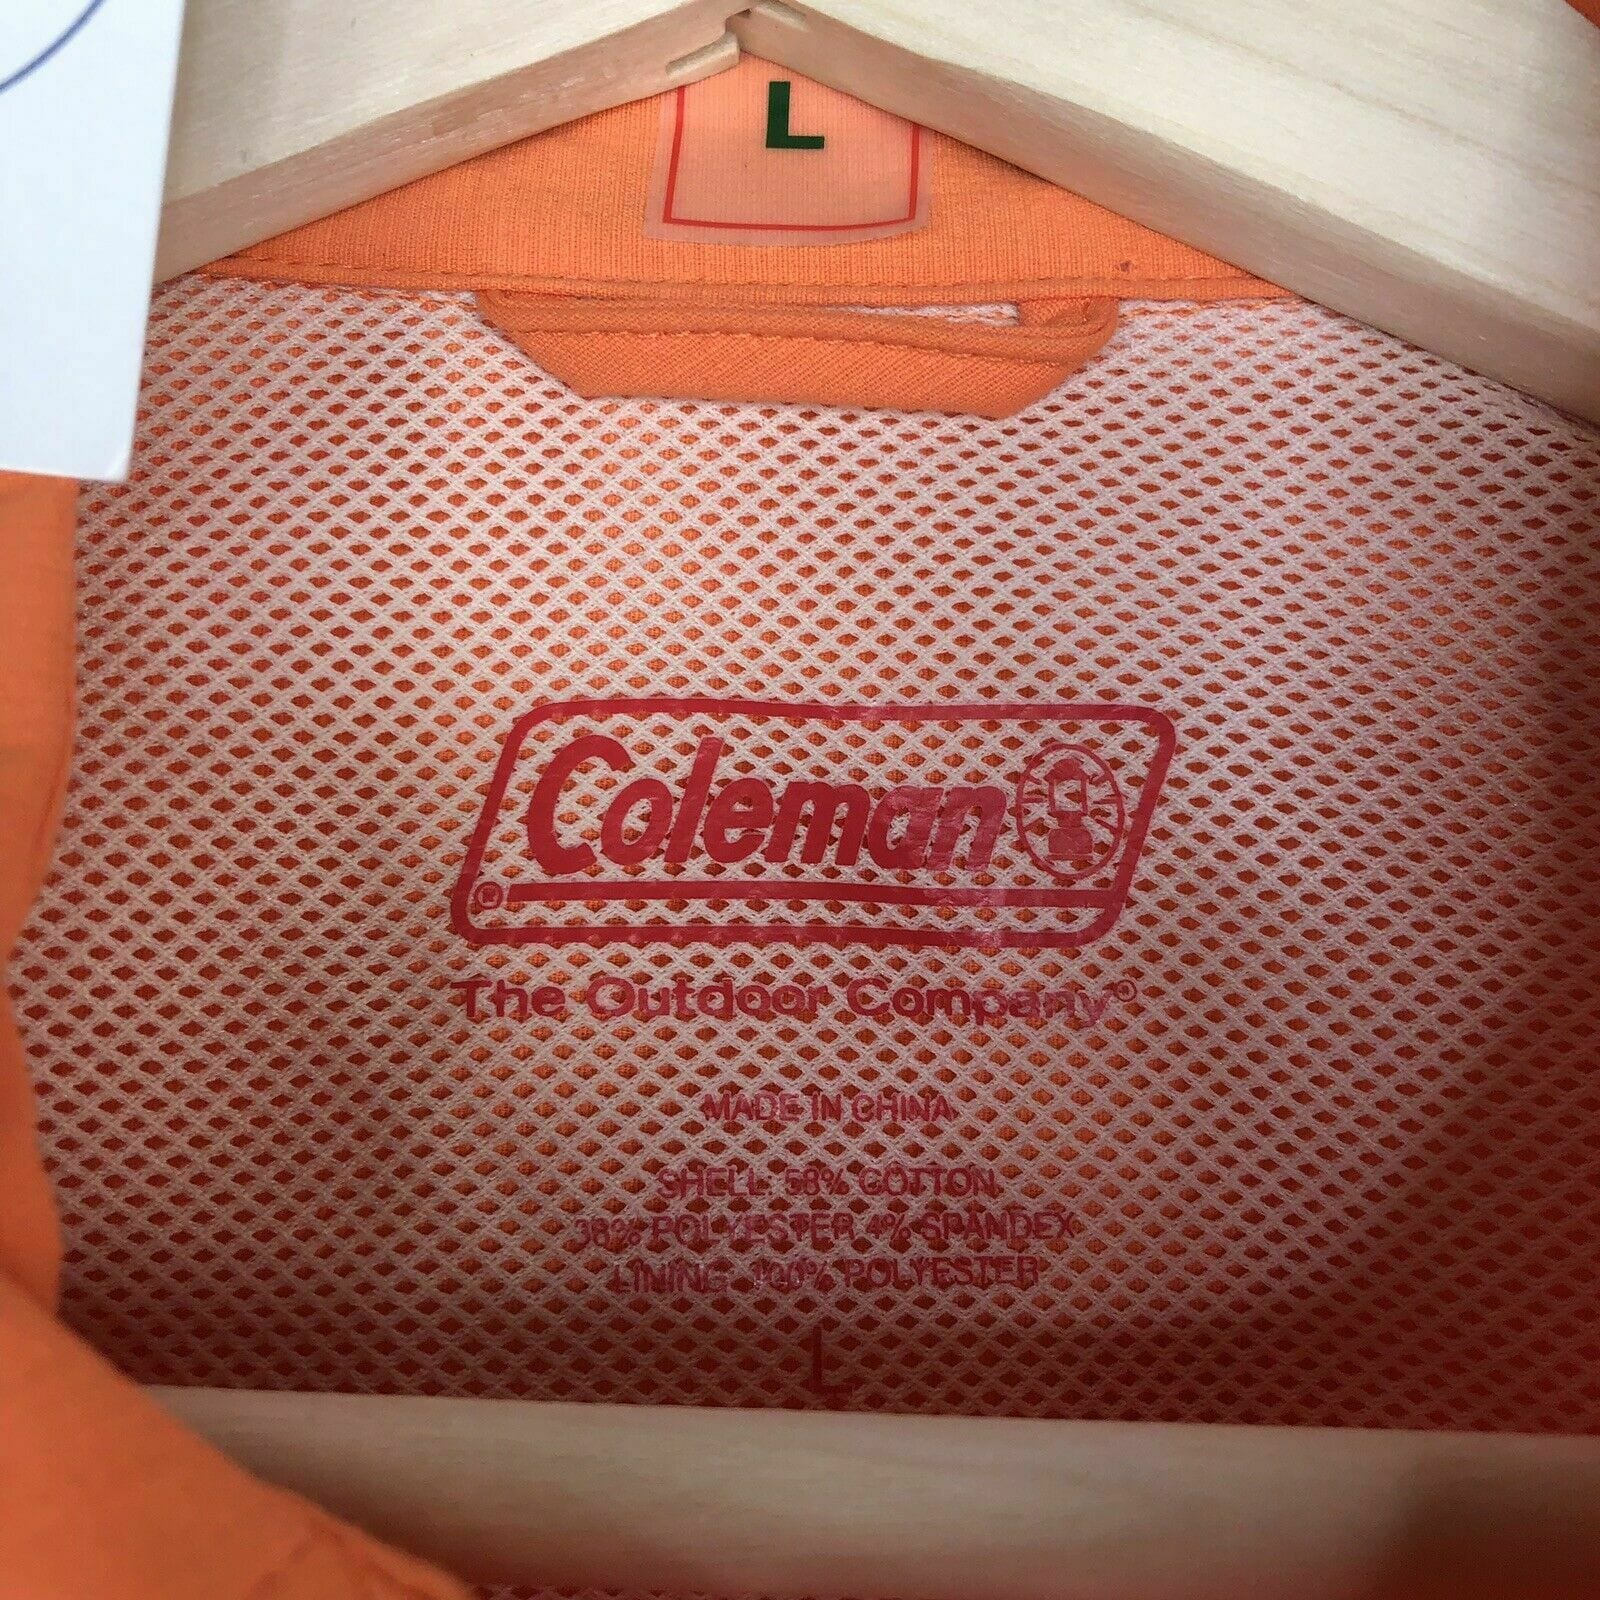 L
Coleman
®
The Outdoor Company®
MADE IN CHINA
SHELL: 58% COTTON
38% POLYESTER 4% SPANDEX
LINING: 100% POLYESTER
L